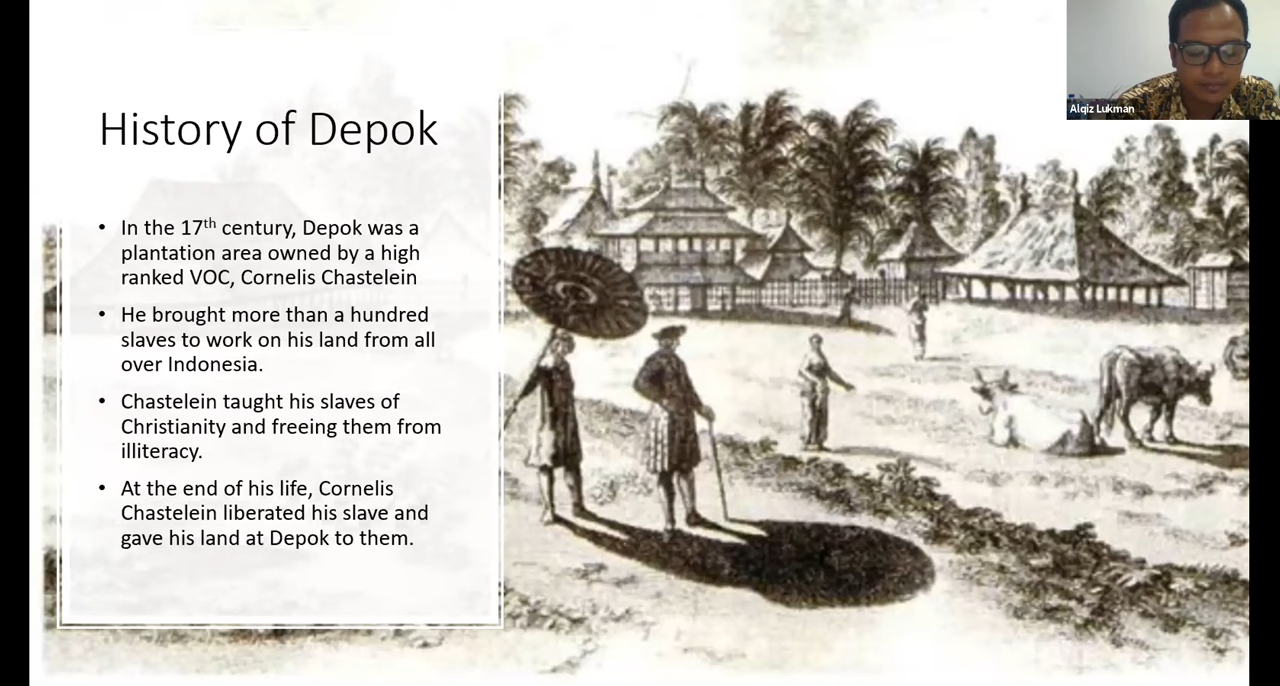 Alqiz Lukman
History of Depok
• In the 17th century, Depok was a
plantation area owned by a high
ranked VOC, Cornelis Chastelein
• He brought more than a hundred
slaves to work on his land from all
over Indonesia.
• Chastelein taught his slaves of
Christianity and freeing them from
illiteracy.
• At the end of his life, Cornelis
Chastelein liberated his slave and
gave his land at Depok to them.